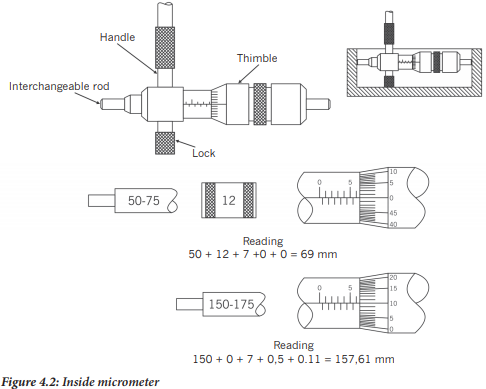 Handle
Thimble
Interchangeable rod
Lock
50-75
12
0 5
10
5
0
45
40
Reading
50 + 12 + 7 +0 + 0 = 69 mm
150-175
0 5
20
15
10
5
0
Reading
150 + 0 + 7 + 0,5 + 0.11 = 157,61 mm
Figure 4.2: Inside micrometer